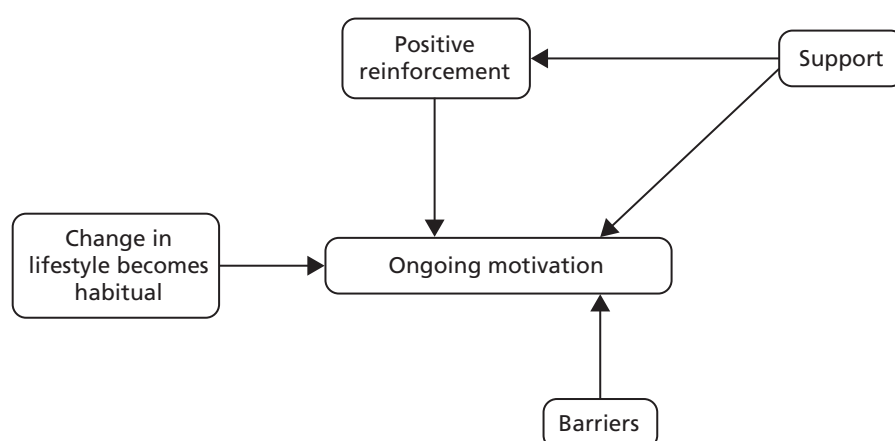 Positive
reinforcement
Support
Change in
lifestyle becomes
habitual
Ongoing motivation
Barriers